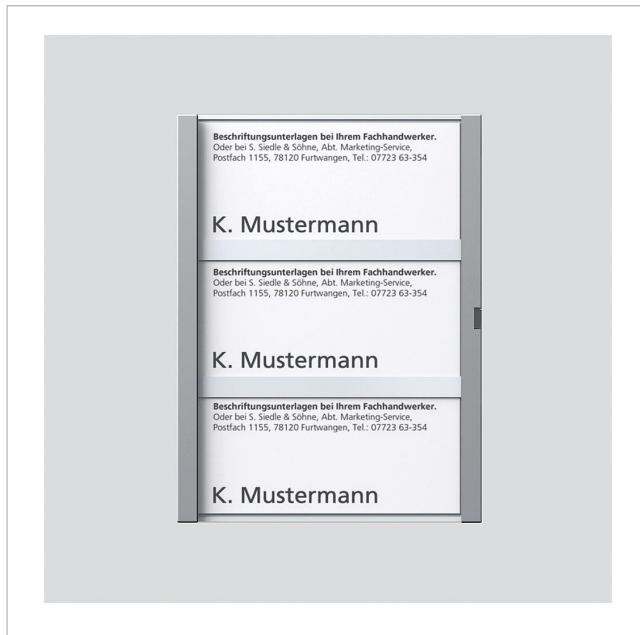 Beschriftungsunterlagen bei Ihrem Fachhandwerker.
Oder bei S. Siedle & Söhne, Abt. Marketing-Service,
Postfach 1155, 78120 Furtwangen, Tel.: 07723 63-354
K. Mustermann
Beschriftungsunterlagen bei Ihrem Fachhandwerker.
Oder bei S. Siedle & Söhne, Abt. Marketing-Service,
Postfach 1155, 78120 Furtwangen, Tel.: 07723 63-354
K. Mustermann
Beschriftungsunterlagen bei Ihrem Fachhandwerker.
Oder bei S. Siedle & Söhne, Abt. Marketing-Service,
Postfach 1155, 78120 Furtwangen, Tel.: 07723 63-354
K. Mustermann